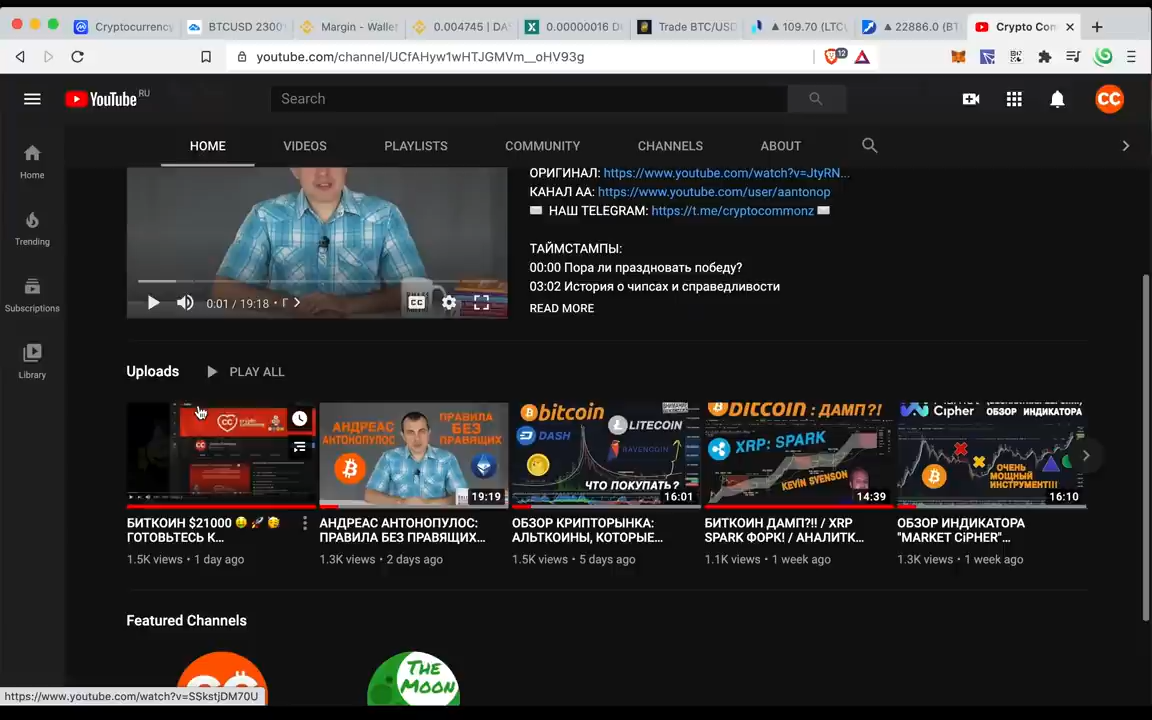 Cryptocurrency
BTCUSD 2300
Margin - Walle
0.004745 | DA
0.00000016 D
Trade BTC/USD
▲ 109.70 (LTC
▲ 22886.0 (BT
Crypto Com
youtube.com/channel/UCfAHyw1wHTJGMVm__oHV93g
12
YouTube RU
Search
CC
HOME
VIDEOS
PLAYLISTS
COMMUNITY
CHANNELS
ABOUT
Home
Trending
Subscriptions
Library
ОРИГИНАЛ: https://www.youtube.com/watch?v=JtyRN...
КАНАЛ АА: https://www.youtube.com/user/aantonop
НАШ TELEGRAM: https://t.me/cryptocommonz
ТАЙМСТАМПЫ:
00:00 Пора ли праздновать победу?
03:02 История о чипсах и справедливости
READ MORE
0:01 / 19:18 • Г
CC
Uploads
PLAY ALL
АНДРЕАС
АНТОНОПУЛОС
ПРАВИЛА
БЕЗ
ПРАВЯЩИХ
19:19
bitcoin
DASH
LITECOIN
RAVENCOIN
ЧТО ПОКУПАТЬ?
16:01
BITCOIN : ДАМП?!
XRP: SPARK
KEVIN SVENSON
14:39
Cipher
ОБЗОР ИНДИКАТОРА
ОЧЕНЬ
МОЩНЫЙ
ИНСТРУМЕНТ!!!
16:10
БИТКОИН $21000 🤑 🚀 🥳
ГОТОВЬТЕСЬ К...
1.5K views • 1 day ago
АНДРЕАС АНТОНОПУЛОС:
ПРАВИЛА БЕЗ ПРАВЯЩИХ...
1.3K views • 2 days ago
ОБЗОР КРИПТОРЫНКА:
АЛЬТКОИНЫ, КОТОРЫЕ...
1.5K views • 5 days ago
БИТКОИН ДАМП?!! / XRP
SPARK ФОРК! / АНАЛИТК...
1.1K views • 1 week ago
ОБЗОР ИНДИКАТОРА
"MARKET CiPHER"...
1.3K views • 1 week ago
Featured Channels
THE
MOON
https://www.youtube.com/watch?v=SSkstjDM70U